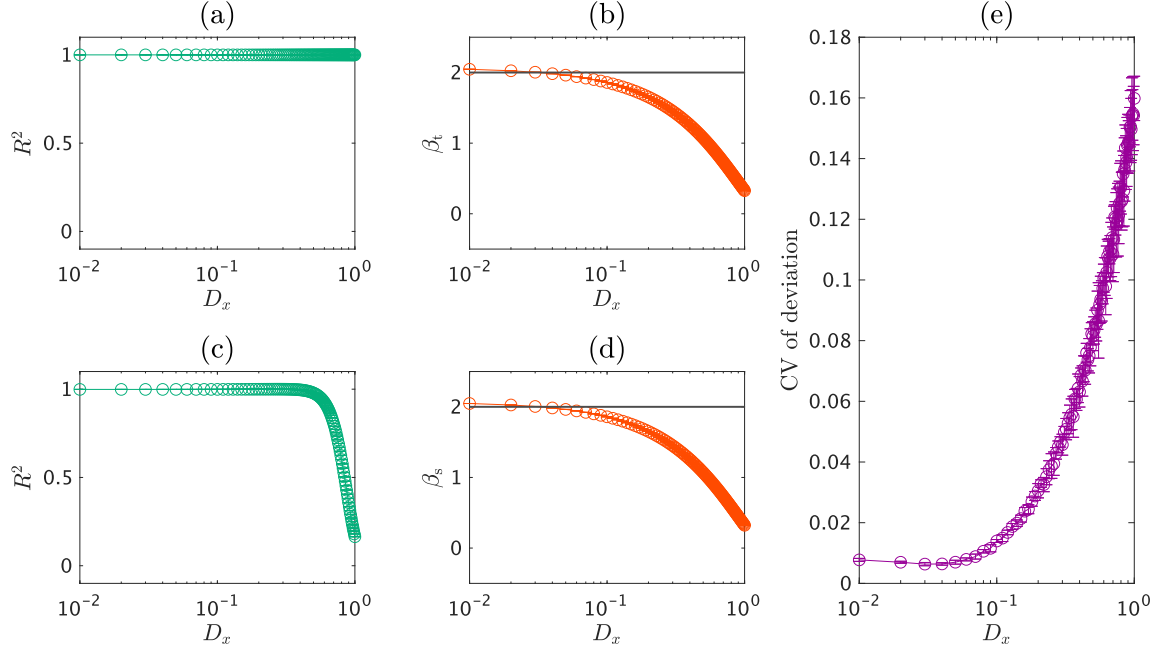 (a)
R²
1
0.5
0
10⁻² 10⁻¹ 10⁰
Dₓ
(b)
βₜ
2
1
0
10⁻² 10⁻¹ 10⁰
Dₓ
(c)
R²
1
0.5
0
10⁻² 10⁻¹ 10⁰
Dₓ
(d)
βₛ
2
1
0
10⁻² 10⁻¹ 10⁰
Dₓ
(e)
CV of deviation
0.18
0.16
0.14
0.12
0.1
0.08
0.06
0.04
0.02
0
10⁻² 10⁻¹ 10⁰
Dₓ